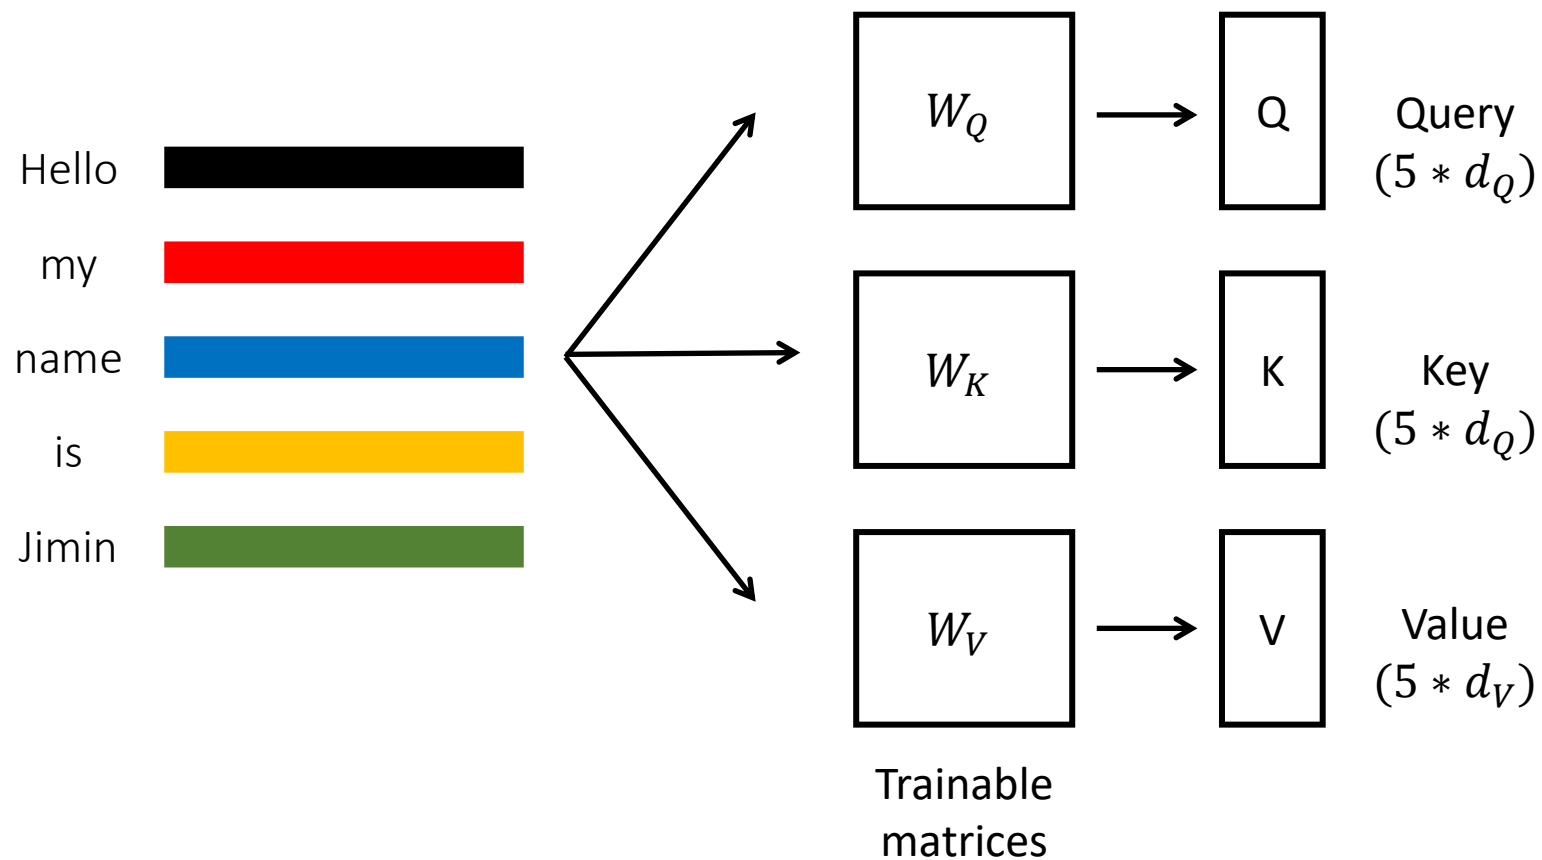 Hello
my
name
is
Jimin
W_Q
Q
Query
(5 * d_Q)
W_K
K
Key
(5 * d_Q)
W_V
V
Value
(5 * d_V)
Trainable
matrices